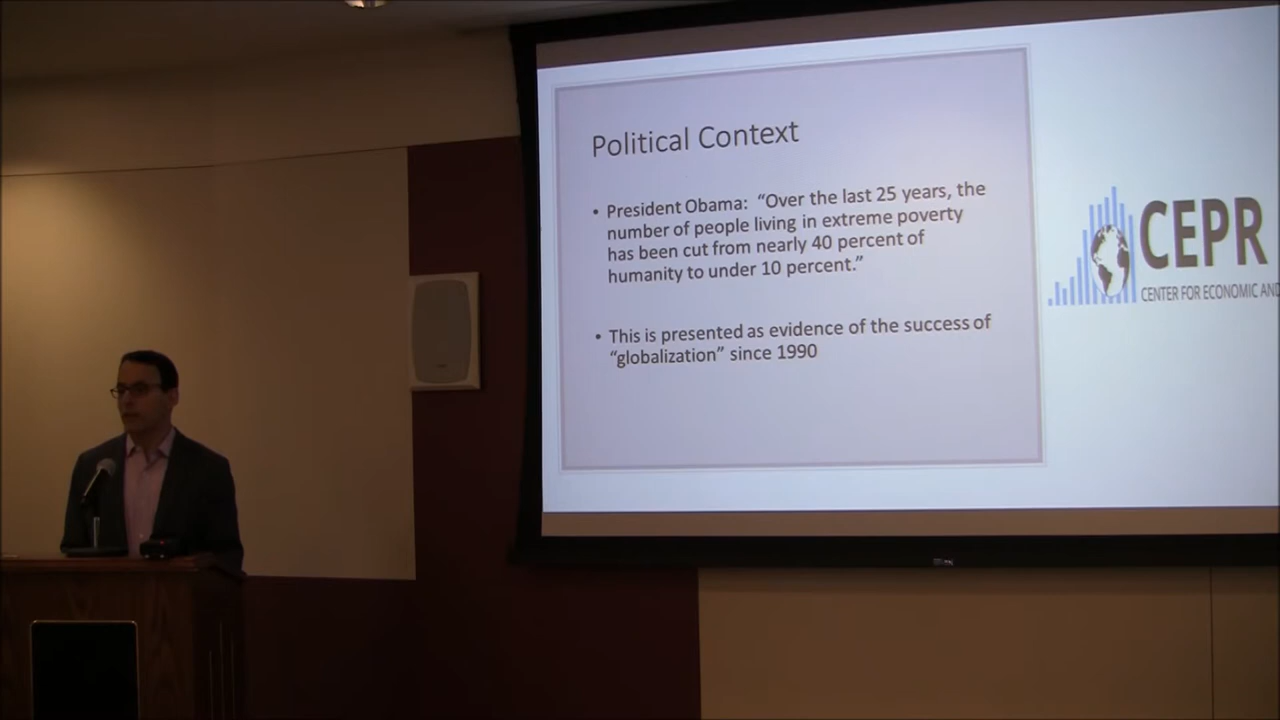 Political Context
• President Obama: “Over the last 25 years, the
number of people living in extreme poverty
has been cut from nearly 40 percent of
humanity to under 10 percent.”
• This is presented as evidence of the success of
“globalization” since 1990
CEPR
CENTER FOR ECONOMIC AND